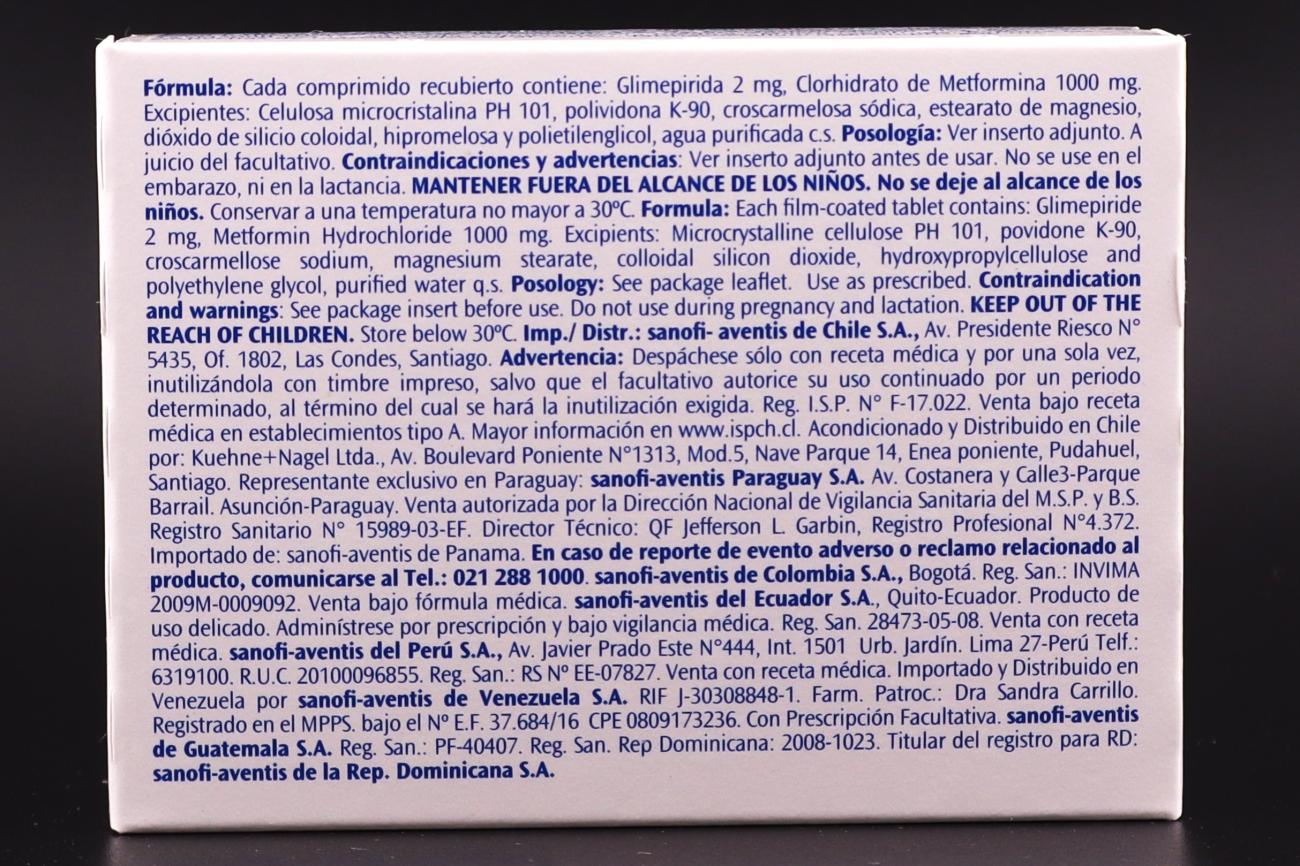 Fórmula: Cada comprimido recubierto contiene: Glimepirida 2 mg, Clorhidrato de Metformina 1000 mg.
Excipientes: Celulosa microcristalina PH 101, polividona K-90, croscarmelosa sódica, estearato de magnesio,
dióxido de silicio coloidal, hipromelosa y polietilenglicol, agua purificada c.s. Posología: Ver inserto adjunto. A
juicio del facultativo. Contraindicaciones y advertencias: Ver inserto adjunto antes de usar. No se use en el
embarazo, ni en la lactancia. MANTENER FUERA DEL ALCANCE DE LOS NIÑOS. No se deje al alcance de los
niños. Conservar a una temperatura no mayor a 30ºC. Formula: Each film-coated tablet contains: Glimepiride
2 mg, Metformin Hydrochloride 1000 mg. Excipients: Microcrystalline cellulose PH 101, povidone K-90,
croscarmellose sodium, magnesium stearate, colloidal silicon dioxide, hydroxypropylcellulose and
polyethylene glycol, purified water q.s. Posology: See package leaflet. Use as prescribed. Contraindication
and warnings: See package insert before use. Do not use during pregnancy and lactation. KEEP OUT OF THE
REACH OF CHILDREN. Store below 30ºC. Imp./ Distr.: sanofi- aventis de Chile S.A., Av. Presidente Riesco N°
5435, Of. 1802, Las Condes, Santiago. Advertencia: Despáchese sólo con receta médica y por una sola vez,
inutilizándola con timbre impreso, salvo que el facultativo autorice su uso continuado por un periodo
determinado, al término del cual se hará la inutilización exigida. Reg. I.S.P. N° F-17.022. Venta bajo receta
médica en establecimientos tipo A. Mayor información en www.ispch.cl. Acondicionado y Distribuido en Chile
por: Kuehne+Nagel Ltda., Av. Boulevard Poniente N°1313, Mod.5, Nave Parque 14, Enea poniente, Pudahuel,
Santiago. Representante exclusivo en Paraguay: sanofi-aventis Paraguay S.A. Av. Costanera y Calle3-Parque
Barrail. Asunción-Paraguay. Venta autorizada por la Dirección Nacional de Vigilancia Sanitaria del M.S.P. y B.S.
Registro Sanitario N° 15989-03-EF. Director Técnico: QF Jefferson L. Garbin, Registro Profesional N°4.372.
Importado de: sanofi-aventis de Panama. En caso de reporte de evento adverso o reclamo relacionado al
producto, comunicarse al Tel.: 021 288 1000. sanofi-aventis de Colombia S.A., Bogotá. Reg. San.: INVIMA
2009M-0009092. Venta bajo fórmula médica. sanofi-aventis del Ecuador S.A., Quito-Ecuador. Producto de
uso delicado. Adminístrese por prescripción y bajo vigilancia médica. Reg. San. 28473-05-08. Venta con receta
médica. sanofi-aventis del Perú S.A., Av. Javier Prado Este N°444, Int. 1501 Urb. Jardín. Lima 27-Perú Telf.:
6319100. R.U.C. 20100096855. Reg. San.: RS Nº EE-07827. Venta con receta médica. Importado y Distribuido en
Venezuela por sanofi-aventis de Venezuela S.A. RIF J-30308848-1. Farm. Patroc.: Dra Sandra Carrillo.
Registrado en el MPPS. bajo el Nº E.F. 37.684/16 CPE 0809173236. Con Prescripción Facultativa. sanofi-aventis
de Guatemala S.A. Reg. San.: PF-40407. Reg. San. Rep Dominicana: 2008-1023. Titular del registro para RD:
sanofi-aventis de la Rep. Dominicana S.A.